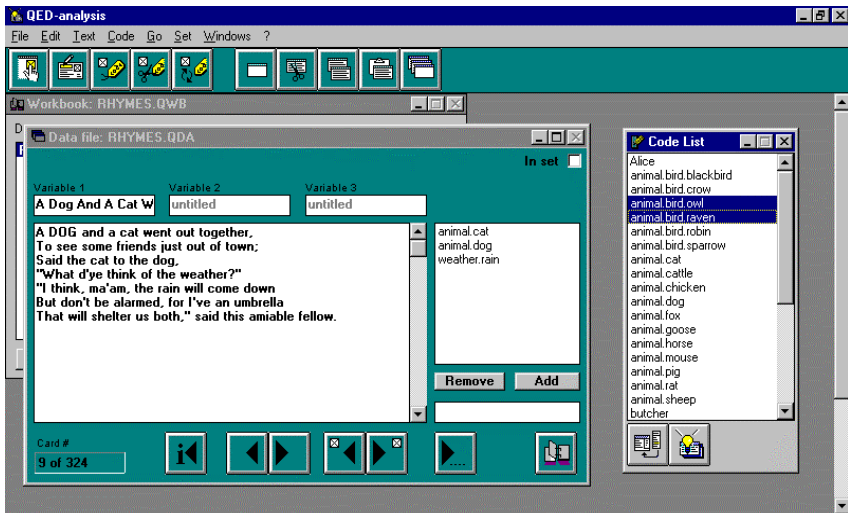 QED-analysis
File Edit Text Code Go Set Windows ?
Workbook: RHYMES.QWB
D
Data file: RHYMES.QDA
In set
Variable 1 Variable 2 Variable 3
A Dog And A Cat W untitled untitled
A DOG and a cat went out together,
To see some friends just out of town;
Said the cat to the dog,
"What d'ye think of the weather?"
"I think, ma'am, the rain will come down
But don't be alarmed, for I've an umbrella
That will shelter us both," said this amiable fellow.
animal.cat
animal.dog
weather.rain
Remove Add
Card #
9 of 324
Code List
Alice
animal.bird.blackbird
animal.bird.crow
animal.bird.owl
animal.bird.raven
animal.bird.robin
animal.bird.sparrow
animal.cat
animal.cattle
animal.chicken
animal.dog
animal.fox
animal.goose
animal.horse
animal.mouse
animal.pig
animal.rat
animal.sheep
butcher